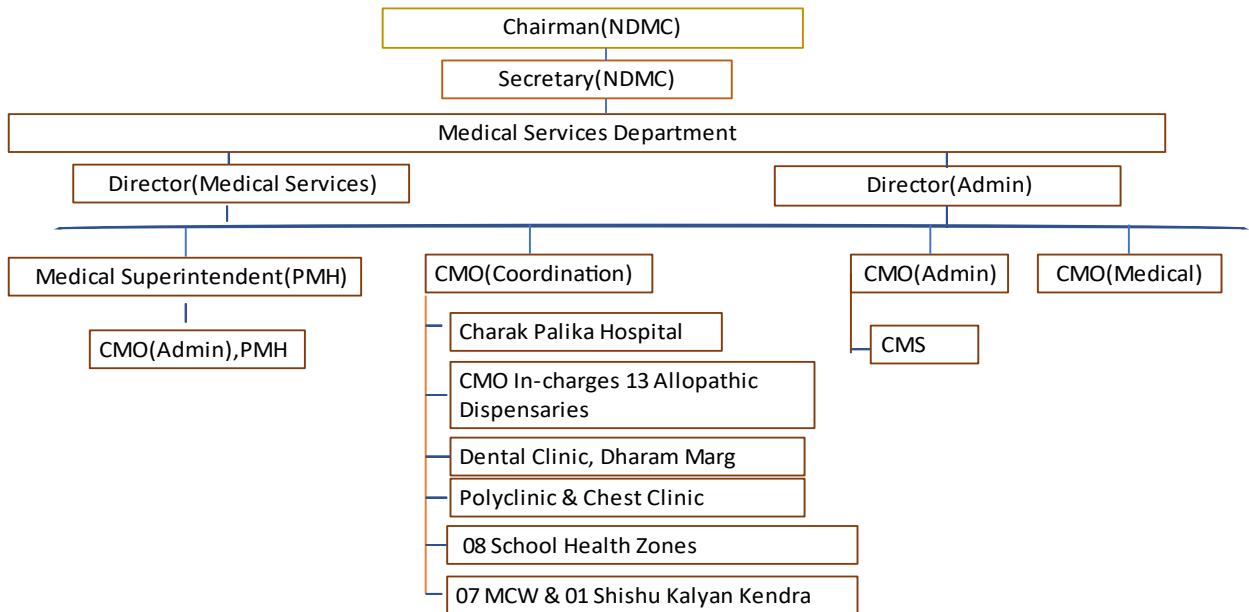 Chairman(NDMC)
Secretary(NDMC)
Medical Services Department
Director(Medical Services)
Director(Admin)
Medical Superintendent(PMH)
CMO(Coordination)
CMO(Admin)
CMO(Medical)
CMO(Admin),PMH
Charak Palika Hospital
CMS
CMO In-charges 13 Allopathic
Dispensaries
Dental Clinic, Dharam Marg
Polyclinic & Chest Clinic
08 School Health Zones
07 MCW & 01 Shishu Kalyan Kendra